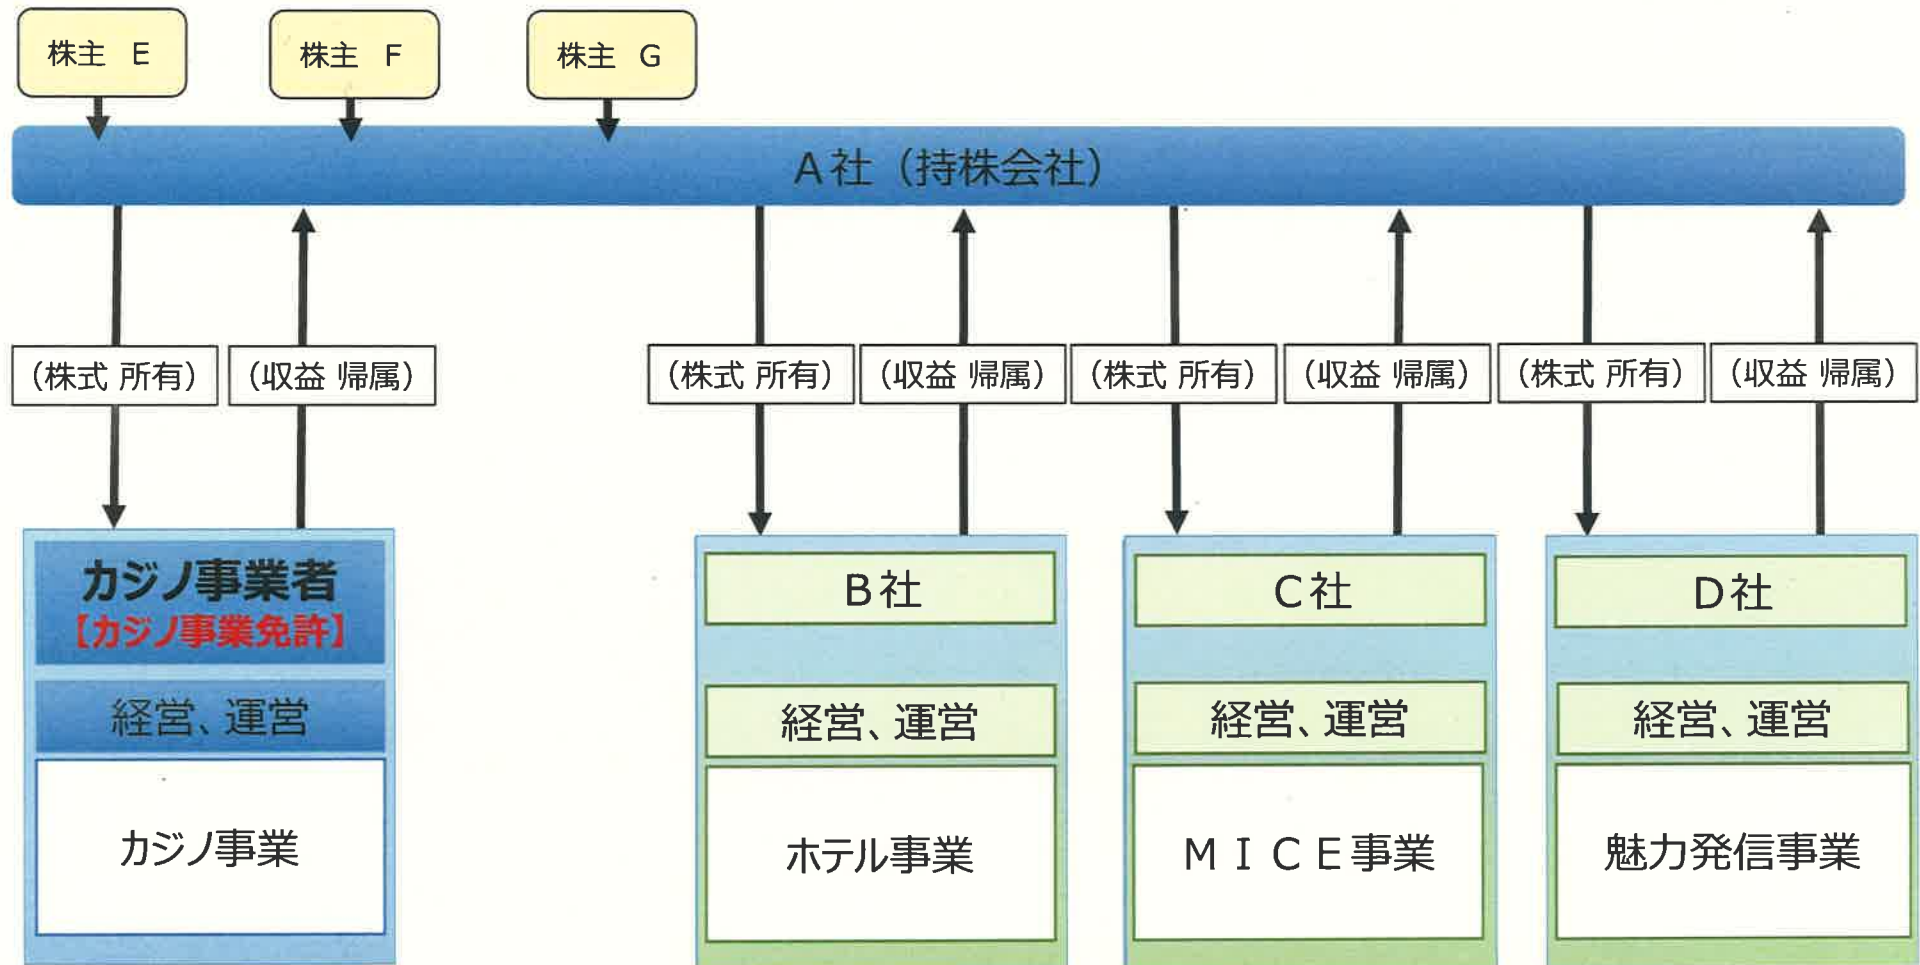 株主 E
株主 F
株主 G
A社（持株会社）
（株式 所有）
（収益 帰属）
（株式 所有）
（収益 帰属）
（株式 所有）
（収益 帰属）
（株式 所有）
（収益 帰属）
カジノ事業者
【カジノ事業免許】
経営、運営
カジノ事業
B社
経営、運営
ホテル事業
C社
経営、運営
ＭＩＣＥ事業
D社
経営、運営
魅力発信事業